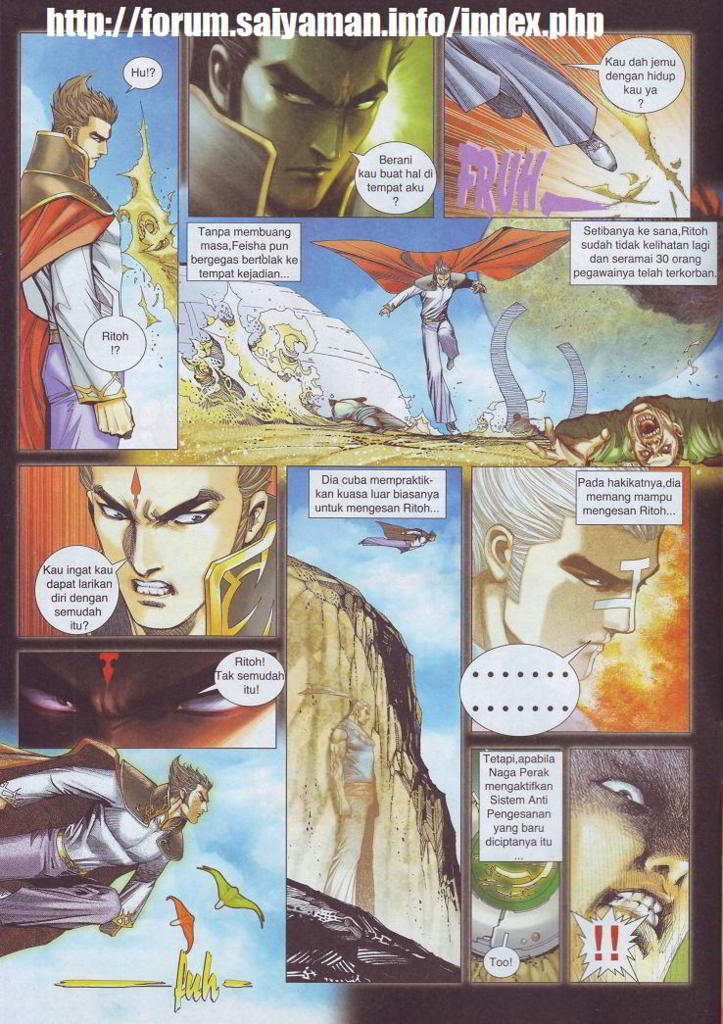 http://forum.saiyaman.info/index.php
Hu!?
Ritoh
!?
Berani
kau buat hal di
tempat aku
?
Kau dah jemu
dengan hidup
kau ya
?
FRUH
Tanpa membuang
masa,Feisha pun
bergegas bertolak ke
tempat kejadian...
Setibanya ke sana,Ritoh
sudah tidak kelihatan lagi
dan seramai 30 orang
pegawainya telah terkorban.
Kau ingat kau
dapat larikan
diri dengan
semudah
itu?
Ritoh!
Tak semudah
itu!
fuh
Dia cuba mempraktik-
kan kuasa luar biasanya
untuk mengesan Ritoh...
Pada hakikatnya,dia
memang mampu
mengesan Ritoh...
.......
.......
Tetapi,apabila
Naga Perak
mengaktifkan
Sistem Anti
Pengesanan
yang baru
diciptanya itu
...
Too!
!!